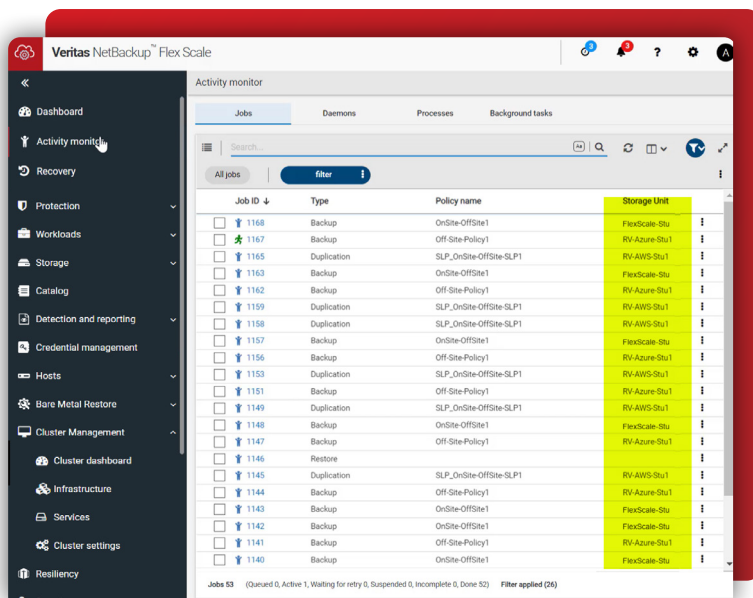 Veritas NetBackup™ Flex Scale
3
3
?
A
Activity monitor
Dashboard
Activity monitor
Recovery
Protection
Workloads
Storage
Catalog
Detection and reporting
Credential management
Hosts
Bare Metal Restore
Cluster Management
Cluster dashboard
Infrastructure
Services
Cluster settings
Resiliency
Jobs Daemons Processes Background tasks
Search...
Aa
All jobs filter
Job ID ↓ Type Policy name Storage Unit
1168 Backup OnSite-OffSite1 FlexScale-Stu
1167 Backup Off-Site-Policy1 RV-Azure-Stu1
1165 Duplication SLP_OnSite-OffSite-SLP1 RV-AWS-Stu1
1163 Backup OnSite-OffSite1 FlexScale-Stu
1162 Backup Off-Site-Policy1 RV-Azure-Stu1
1159 Duplication SLP_OnSite-OffSite-SLP1 RV-AWS-Stu1
1158 Duplication SLP_OnSite-OffSite-SLP1 RV-AWS-Stu1
1157 Backup OnSite-OffSite1 FlexScale-Stu
1156 Backup Off-Site-Policy1 RV-Azure-Stu1
1153 Duplication SLP_OnSite-OffSite-SLP1 RV-AWS-Stu1
1151 Backup Off-Site-Policy1 RV-Azure-Stu1
1149 Duplication SLP_OnSite-OffSite-SLP1 RV-AWS-Stu1
1148 Backup OnSite-OffSite1 FlexScale-Stu
1147 Backup Off-Site-Policy1 RV-Azure-Stu1
1146 Restore
1145 Duplication SLP_OnSite-OffSite-SLP1 RV-AWS-Stu1
1144 Backup Off-Site-Policy1 RV-Azure-Stu1
1143 Backup OnSite-OffSite1 FlexScale-Stu
1142 Backup OnSite-OffSite1 FlexScale-Stu
1141 Backup Off-Site-Policy1 RV-Azure-Stu1
1140 Backup OnSite-OffSite1 FlexScale-Stu
Jobs 53 (Queued 0, Active 1, Waiting for retry 0, Suspended 0, Incomplete 0, Done 52) Filter applied (26)